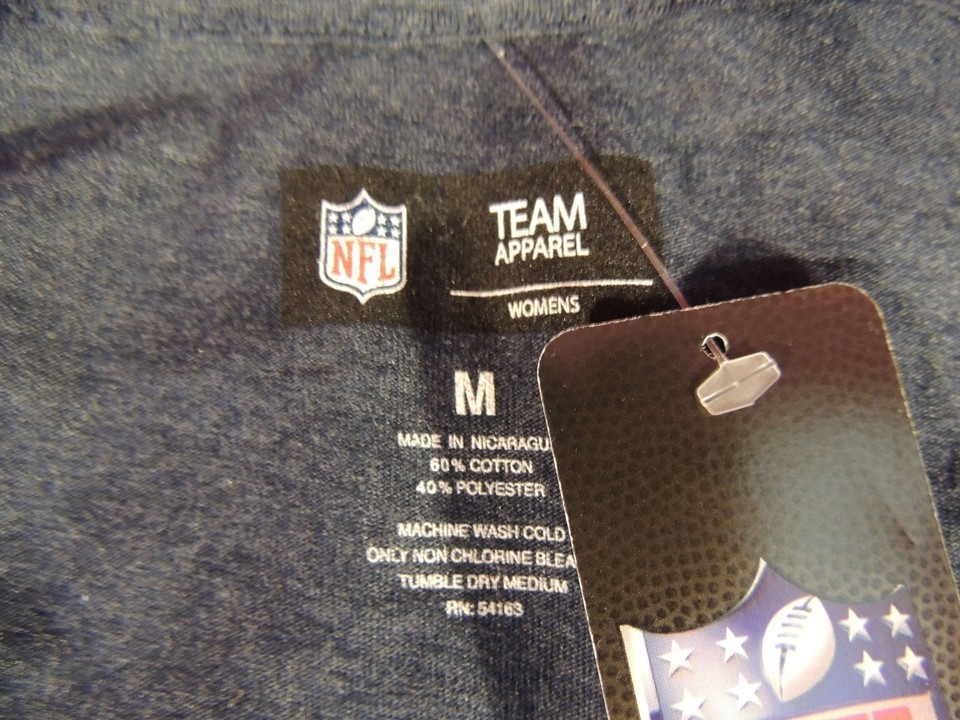 NFL
TEAM
APPAREL
WOMENS
M
MADE IN NICARAGU
60% COTTON
40% POLYESTER
MACHINE WASH COLD
ONLY NON CHLORINE BLEA
TUMBLE DRY MEDIUM
RN: 54163